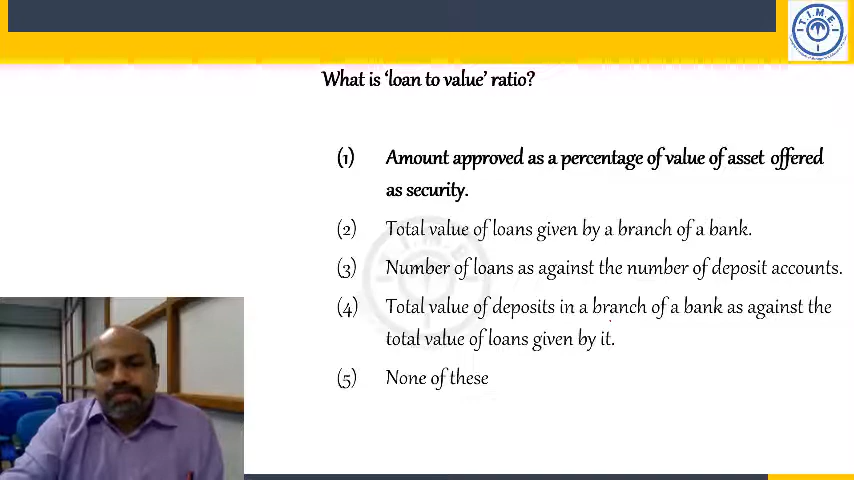 T.I.M.E.
What is 'loan to value' ratio?
(1) Amount approved as a percentage of value of asset offered
as security.
(2) Total value of loans given by a branch of a bank.
(3) Number of loans as against the number of deposit accounts.
(4) Total value of deposits in a branch of a bank as against the
total value of loans given by it.
(5) None of these
T.I.M.E.